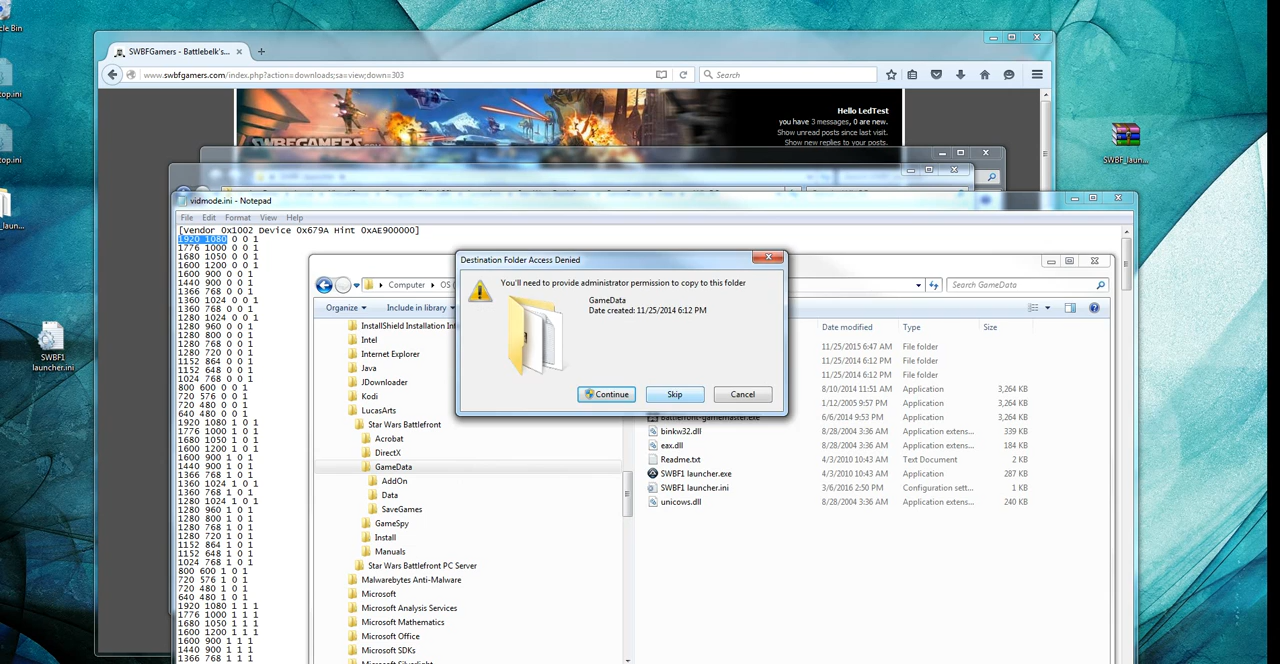 cle Bin
top.ini
top.ini
_laun...
SWBF1
launcher.ini
SWBF_laun...
SWBFGamers - Battlebelk's...
www.swbfgamers.com/index.php?action=downloads;sa=view;down=303
Search
SWBFGAMERS.COM
Hello LedTest
you have 3 messages, 0 are new.
Show unread posts since last visit.
Show new replies to your posts.
vidmode.ini - Notepad
File Edit Format View Help
[vendor 0x1002 Device 0x679A Hint 0xAE900000]
1920 1080 0 0 1
1776 1000 0 0 1
1680 1050 0 0 1
1600 1200 0 0 1
1600 900 0 0 1
1440 900 0 0 1
1366 768 0 0 1
1360 1024 0 0 1
1360 768 0 0 1
1280 1024 0 0 1
1280 960 0 0 1
1280 800 0 0 1
1280 768 0 0 1
1280 720 0 0 1
1152 864 0 0 1
1152 648 0 0 1
1024 768 0 0 1
800 600 0 0 1
720 576 0 0 1
720 480 0 0 1
640 480 0 0 1
1920 1080 1 0 1
1776 1000 1 0 1
1680 1050 1 0 1
1600 1200 1 0 1
1600 900 1 0 1
1440 900 1 0 1
1366 768 1 0 1
1360 1024 1 0 1
1360 768 1 0 1
1280 1024 1 0 1
1280 960 1 0 1
1280 800 1 0 1
1280 768 1 0 1
1280 720 1 0 1
1152 864 1 0 1
1152 648 1 0 1
1024 768 1 0 1
800 600 1 0 1
720 576 1 0 1
720 480 1 0 1
640 480 1 0 1
1920 1080 1 1 1
1776 1000 1 1 1
1680 1050 1 1 1
1600 1200 1 1 1
1600 900 1 1 1
1440 900 1 1 1
1366 768 1 1 1
Computer OS (
Search GameData
Organize Include in library
InstallShield Installation Int
Intel
Internet Explorer
Java
JDownloader
Kodi
LucasArts
Star Wars Battlefront
Acrobat
DirectX
GameData
AddOn
Data
SaveGames
GameSpy
Install
Manuals
Star Wars Battlefront PC Server
Malwarebytes Anti-Malware
Microsoft
Microsoft Analysis Services
Microsoft Mathematics
Microsoft Office
Microsoft SDKs
Microsoft Silverlight
Date modified Type Size
11/25/2015 6:47 AM File folder
11/25/2014 6:12 PM File folder
11/25/2014 6:12 PM File folder
8/10/2014 11:51 AM Application 3,264 KB
1/12/2005 9:57 PM Application 3,264 KB
battlefront-gamemaster.exe 6/6/2014 9:53 PM Application 3,264 KB
binkw32.dll 8/28/2004 3:36 AM Application extens... 339 KB
eax.dll 8/28/2004 3:36 AM Application extens... 184 KB
Readme.txt 4/3/2010 10:43 AM Text Document 2 KB
SWBF1 launcher.exe 4/3/2010 10:43 AM Application 287 KB
SWBF1 launcher.ini 3/6/2016 2:50 PM Configuration sett... 1 KB
unicows.dll 8/28/2004 3:36 AM Application extens... 240 KB
Destination Folder Access Denied
You'll need to provide administrator permission to copy to this folder
GameData
Date created: 11/25/2014 6:12 PM
Continue Skip Cancel